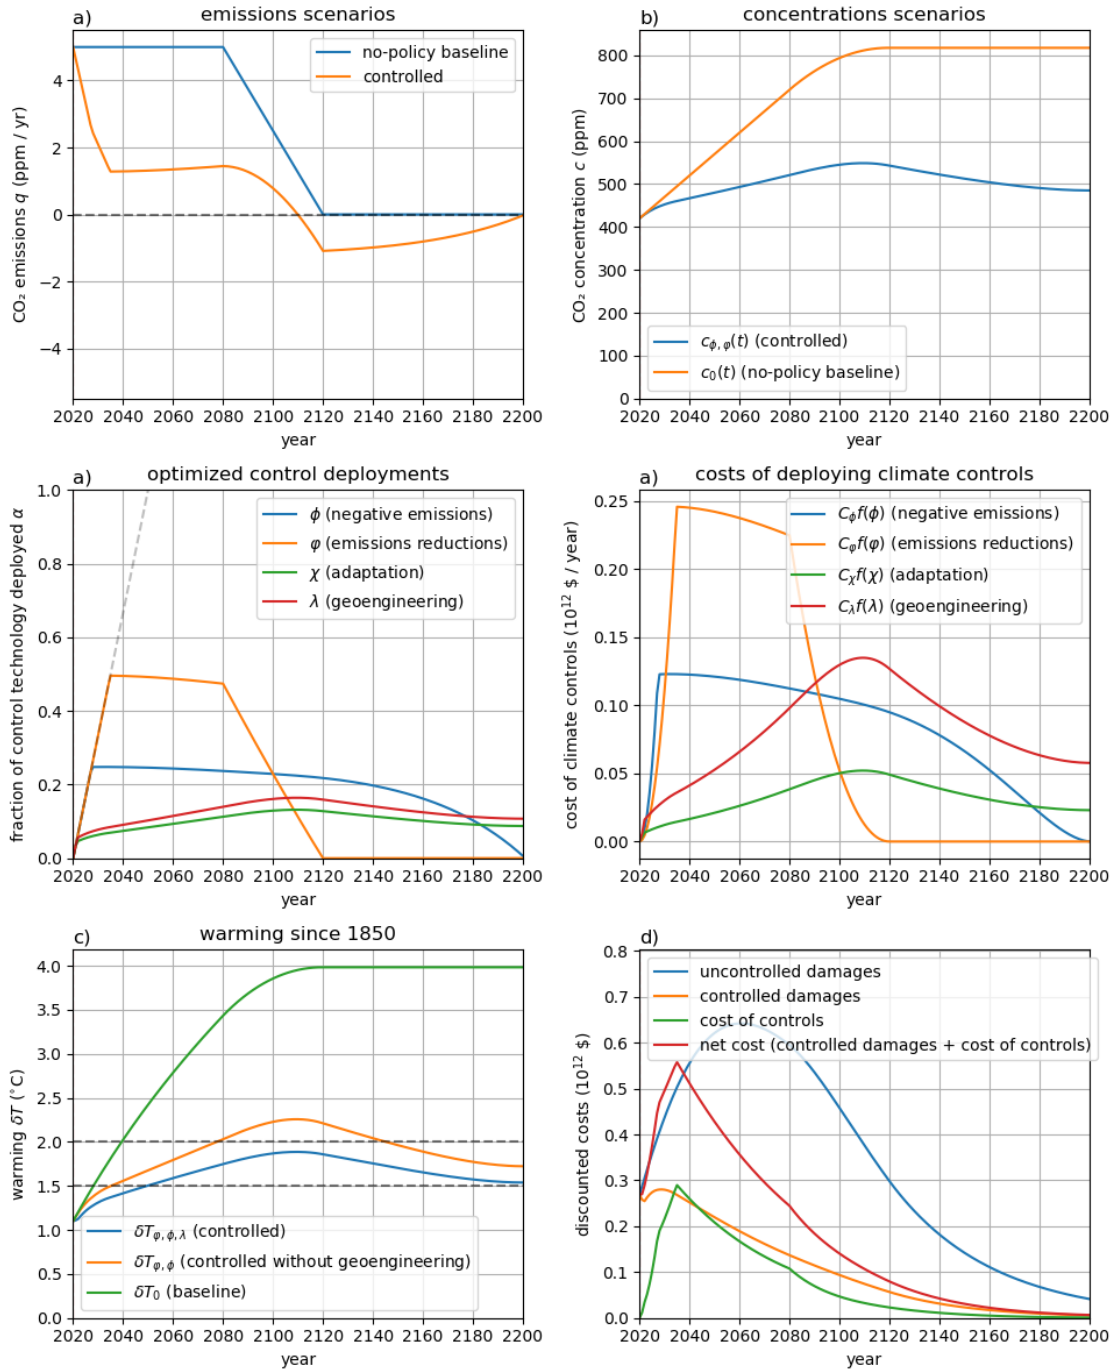 a)
emissions scenarios
CO₂ emissions q (ppm / yr)
4
2
0
−2
−4
no-policy baseline
controlled
2020 2040 2060 2080 2100 2120 2140 2160 2180 2200
year
b)
concentrations scenarios
CO₂ concentration c (ppm)
800
700
600
500
400
300
200
100
0
cϕ,φ(t) (controlled)
c₀(t) (no-policy baseline)
2020 2040 2060 2080 2100 2120 2140 2160 2180 2200
year
a)
optimized control deployments
fraction of control technology deployed α
1.0
0.8
0.6
0.4
0.2
0.0
ϕ (negative emissions)
φ (emissions reductions)
χ (adaptation)
λ (geoengineering)
2020 2040 2060 2080 2100 2120 2140 2160 2180 2200
year
a)
costs of deploying climate controls
cost of climate controls (10¹² $ / year)
0.25
0.20
0.15
0.10
0.05
0.00
Cϕf(ϕ) (negative emissions)
Cφf(φ) (emissions reductions)
Cχf(χ) (adaptation)
Cλf(λ) (geoengineering)
2020 2040 2060 2080 2100 2120 2140 2160 2180 2200
year
c)
warming since 1850
warming δT (°C)
4.0
3.5
3.0
2.5
2.0
1.5
1.0
0.5
0.0
δTφ,ϕ,λ (controlled)
δTφ,ϕ (controlled without geoengineering)
δT₀ (baseline)
2020 2040 2060 2080 2100 2120 2140 2160 2180 2200
year
d)
discounted costs (10¹² $)
0.8
0.7
0.6
0.5
0.4
0.3
0.2
0.1
0.0
uncontrolled damages
controlled damages
cost of controls
net cost (controlled damages + cost of controls)
2020 2040 2060 2080 2100 2120 2140 2160 2180 2200
year